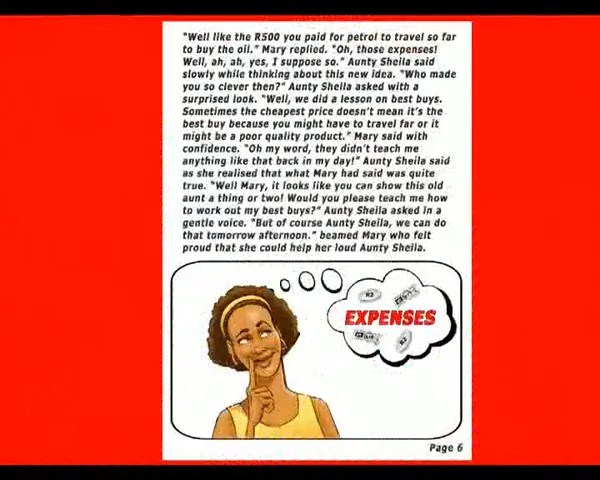 "Well like the R500 you paid for petrol to travel so far
to buy the oil." Mary replied. "Oh, those expenses!
Well, ah, ah, yes, I suppose so." Aunty Sheila said
slowly while thinking about this new idea. "Who made
you so clever then?" Aunty Sheila asked with a
surprised look. "Well, we did a lesson on best buys.
Sometimes the cheapest price doesn't mean it's the
best buy because you might have to travel far or it
might be a poor quality product." Mary said with
confidence. "Oh my word, they didn't teach me
anything like that back in my day!" Aunty Sheila said
as she realised that what Mary had said was quite
true. "Well Mary, it looks like you can show this old
aunt a thing or two! Would you please teach me how
to work out my best buys?" Aunty Sheila asked in a
gentle voice. "But of course Aunty Sheila, we can do
that tomorrow afternoon." beamed Mary who felt
proud that she could help her loud Aunty Sheila.
EXPENSES
Page 6